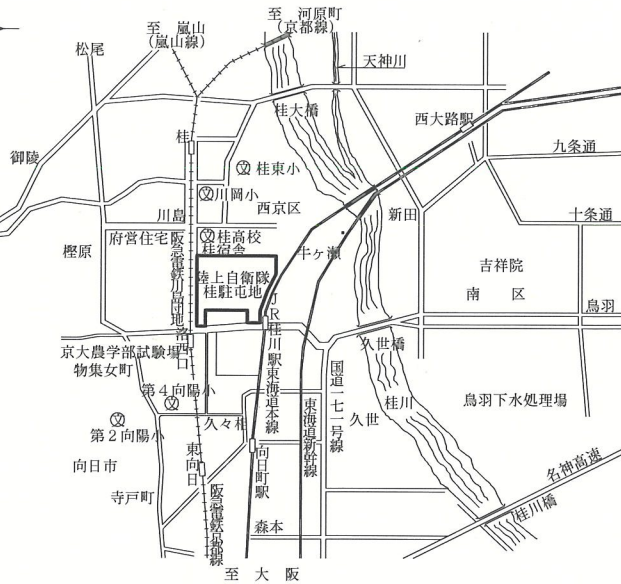 至　嵐山
（嵐山線）
至　河原町
（京都線）
松尾
天神川
桂大橋
西大路駅
桂
九条通
御陵
桂東小
川岡小
川島
西京区
新田
十条通
樫原
府営住宅
桂高校
桂宿舎
牛ヶ瀬
吉祥院
南　区
陸上自衛隊
桂駐屯地
阪急電鉄川島団地
洛西口
鳥羽
JR桂川駅
東海道本線
京大農学部試験場
物集女町
久世橋
国道一七一号線
第4向陽小
桂川
鳥羽下水処理場
久世
久々相
東海道新幹線
第2向陽小
東向日
向日町駅
向日市
名神高速
寺戸町
阪急電鉄京都線
桂川橋
森本
至　大　阪